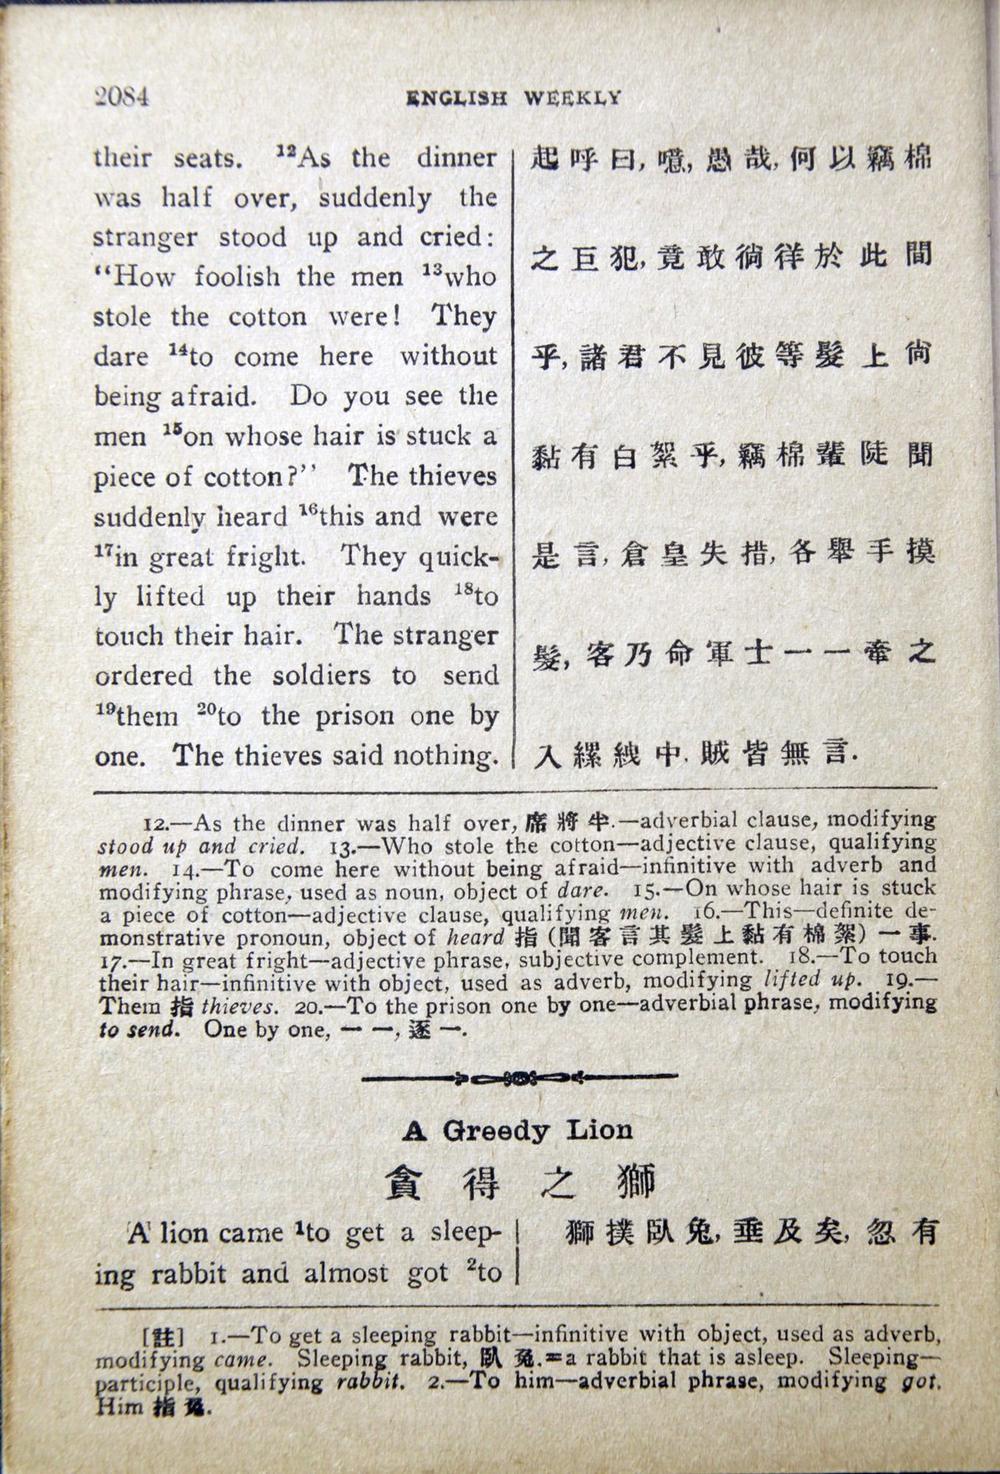 2084
ENGLISH WEEKLY
their seats. ¹²As the dinner
was half over, suddenly the
stranger stood up and cried:
"How foolish the men ¹³who
stole the cotton were! They
dare ¹⁴to come here without
being afraid. Do you see the
men ¹⁵on whose hair is stuck a
piece of cotton?" The thieves
suddenly heard ¹⁶this and were
¹⁷in great fright. They quick-
ly lifted up their hands ¹⁸to
touch their hair. The stranger
ordered the soldiers to send
¹⁹them ²⁰to the prison one by
one. The thieves said nothing.
起呼曰,噫,愚哉,何以竊棉
之巨犯,竟敢徜徉於此間
乎,諸君不見彼等髮上尙
黏有白絮乎,竊棉輩陡聞
是言,倉皇失措,各舉手摸
髮,客乃命軍士一一竄之
入縲絏中.賊皆無言.
12.—As the dinner was half over, 席將半.—adverbial clause, modifying
stood up and cried. 13.—Who stole the cotton—adjective clause, qualifying
men. 14.—To come here without being afraid—infinitive with adverb and
modifying phrase, used as noun, object of dare. 15.—On whose hair is stuck
a piece of cotton—adjective clause, qualifying men. 16.—This—definite de-
monstrative pronoun, object of heard 指 (聞客言其髮上黏有棉絮) 一事.
17.—In great fright—adjective phrase, subjective complement. 18.—To touch
their hair—infinitive with object, used as adverb, modifying lifted up. 19.—
Them 指 thieves. 20.—To the prison one by one—adverbial phrase, modifying
to send. One by one, 一一, 逐一.
A Greedy Lion
貪得之獅
A lion came ¹to get a sleep-
ing rabbit and almost got ²to
獅撲臥兔,垂及矣,忽有
[註] 1.—To get a sleeping rabbit—infinitive with object, used as adverb,
modifying came. Sleeping rabbit, 臥兔.=a rabbit that is asleep. Sleeping—
participle, qualifying rabbit. 2.—To him—adverbial phrase, modifying got.
Him 指兔.